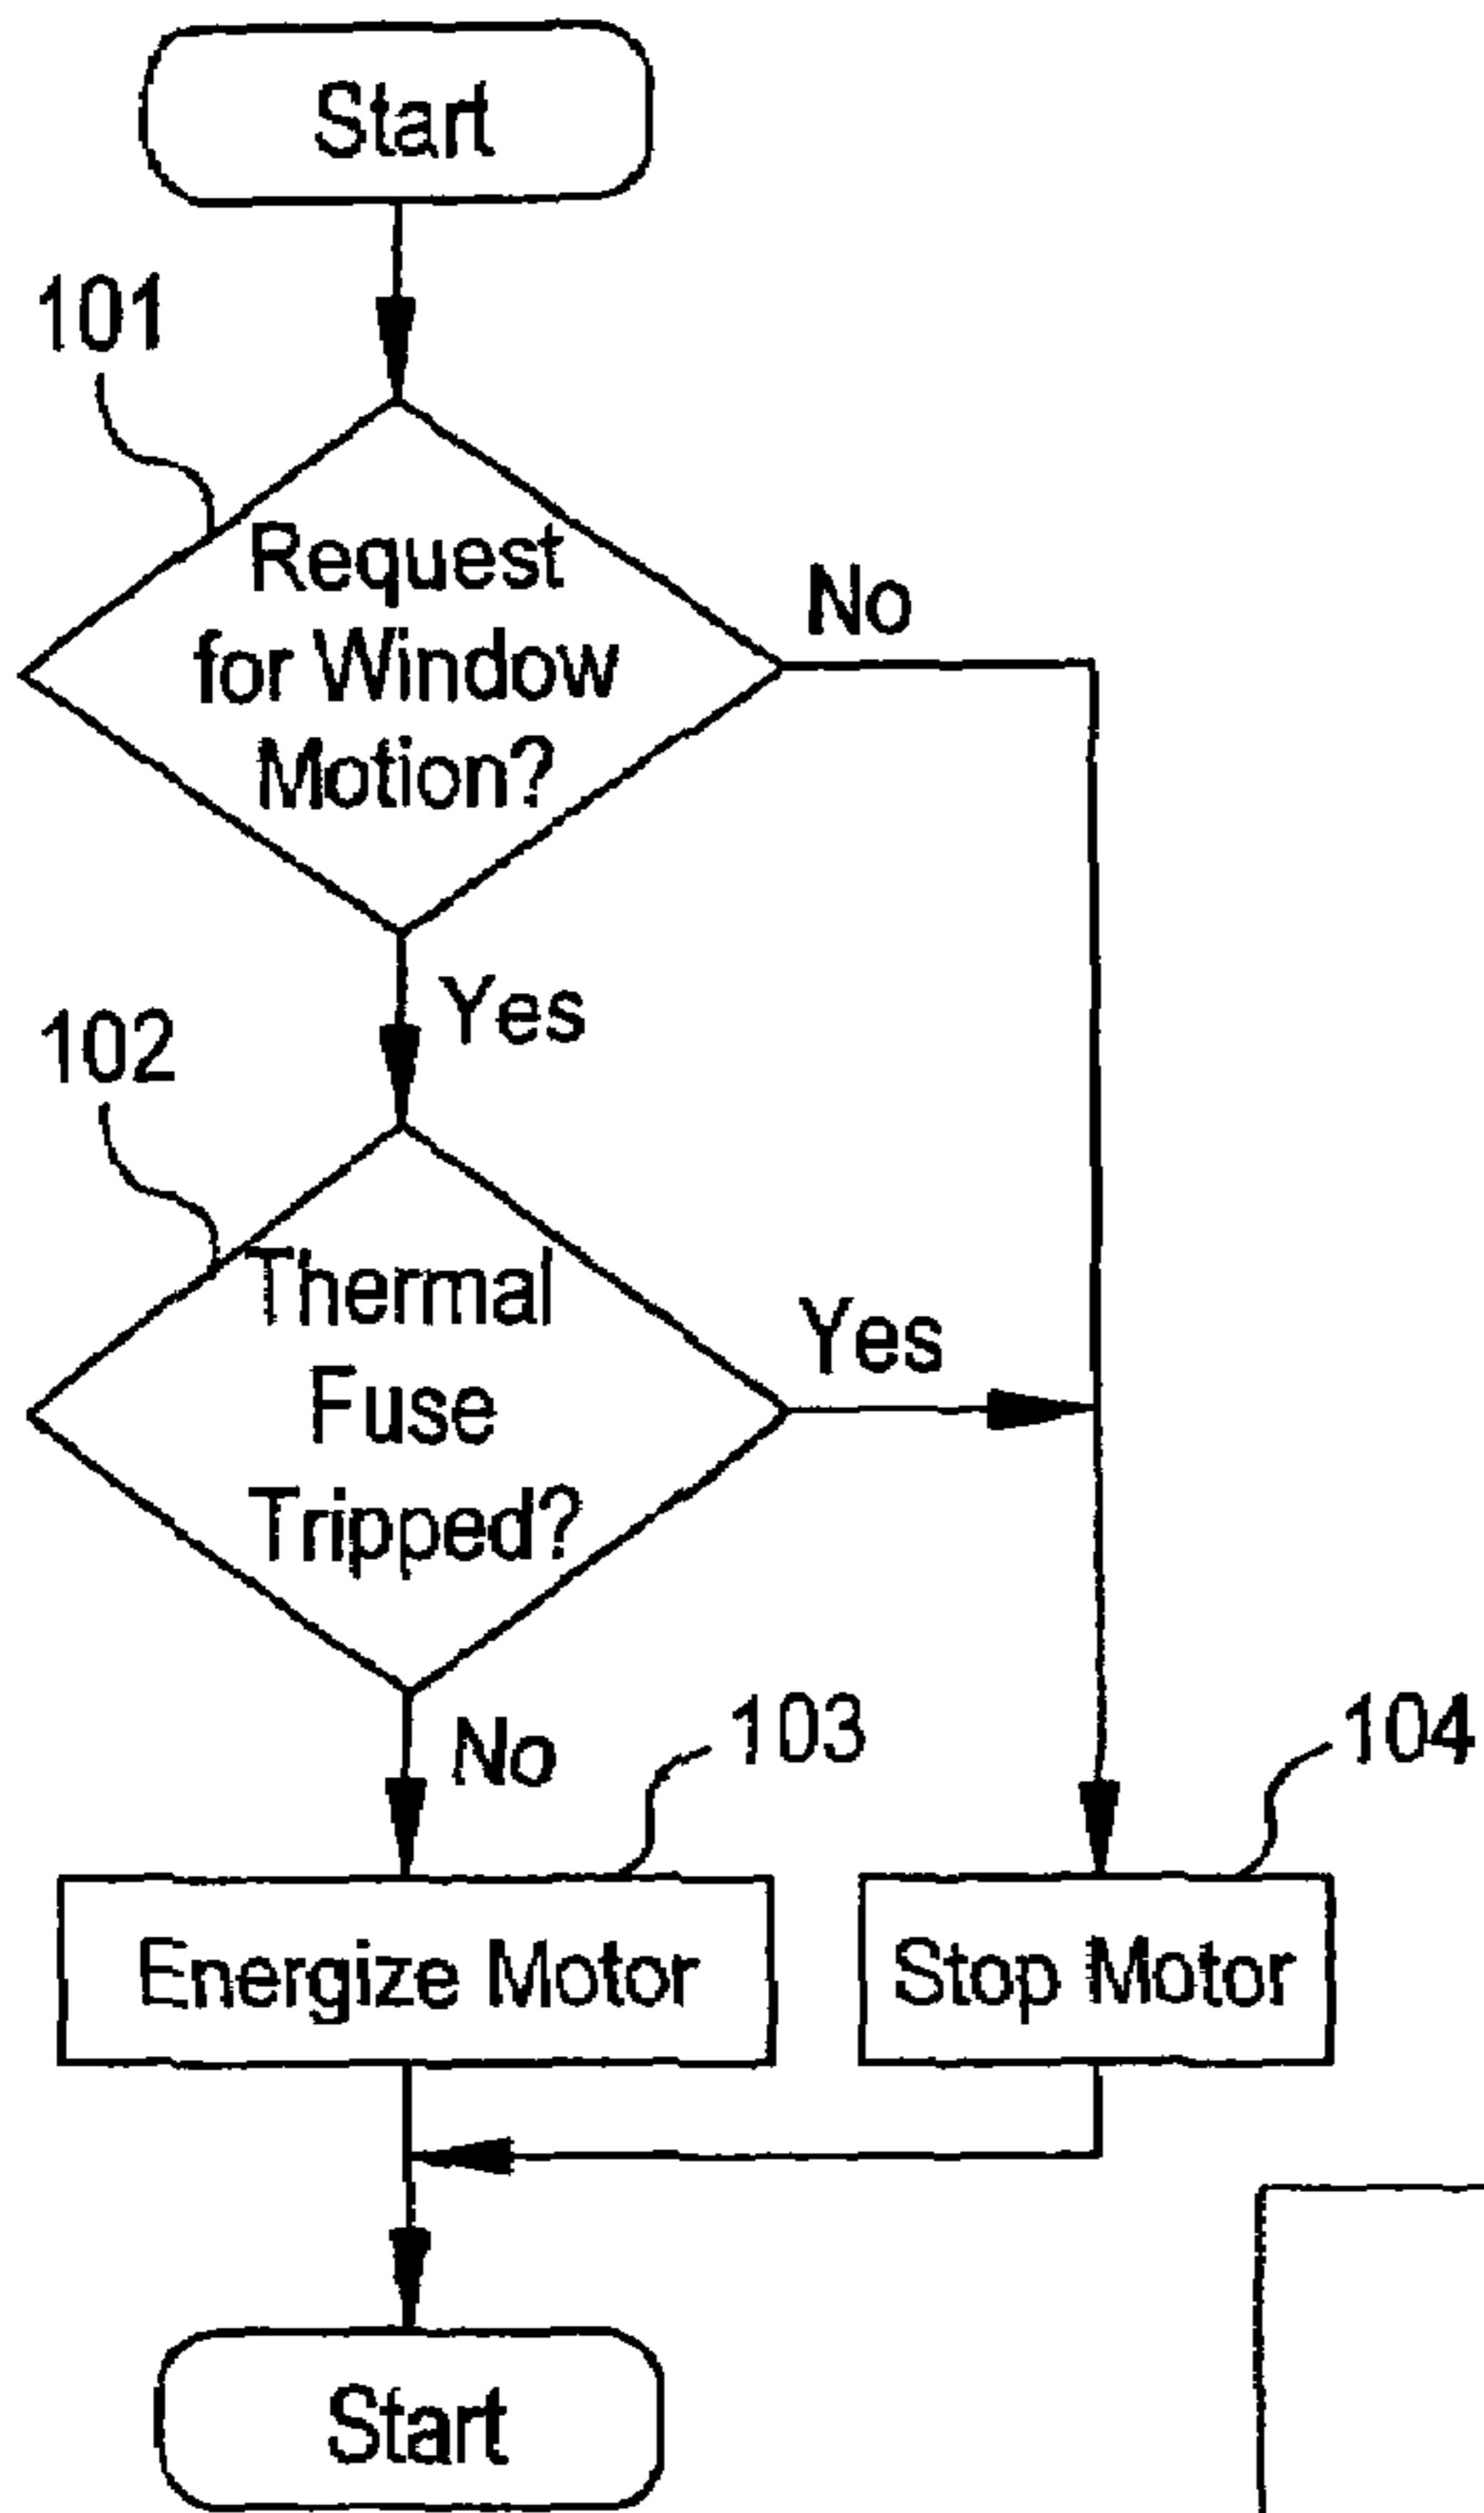 Start
101
Request
for Window
Motion?
No
Yes
102
Thermal
Fuse
Tripped?
Yes
No
103
104
Energize Motor
Stop Motor
Start